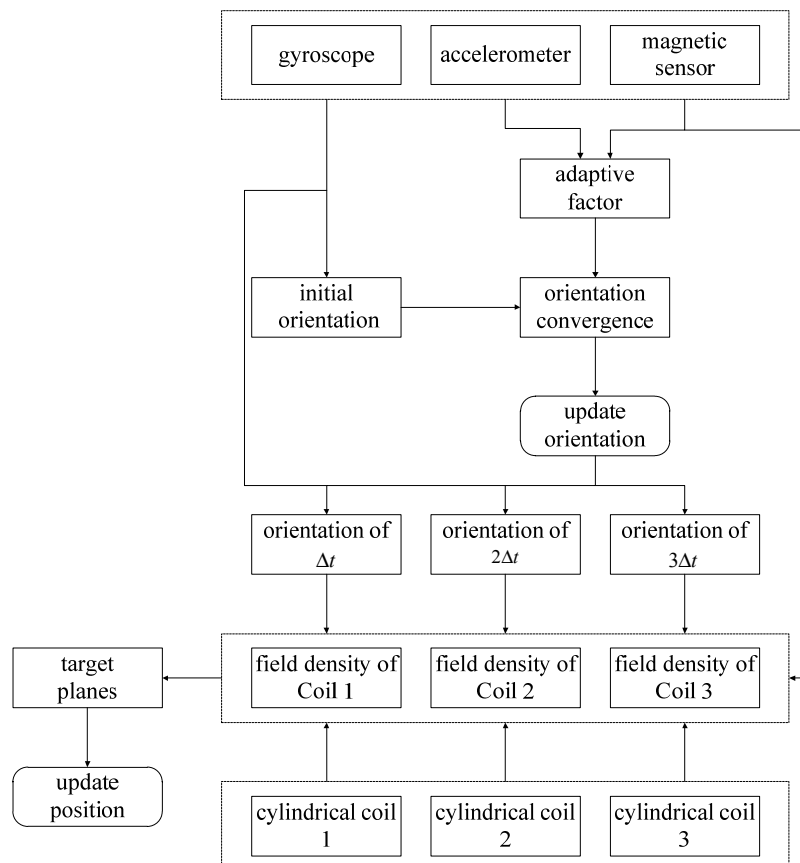 gyroscope
accelerometer
magnetic
sensor
adaptive
factor
initial
orientation
orientation
convergence
update
orientation
orientation of
Δt
orientation of
2Δt
orientation of
3Δt
target
planes
field density of
Coil 1
field density of
Coil 2
field density of
Coil 3
update
position
cylindrical coil
1
cylindrical coil
2
cylindrical coil
3